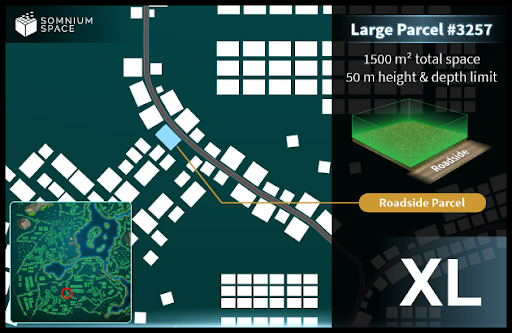 SOMNIUM
SPACE
Large Parcel #3257
1500 m² total space
50 m height & depth limit
Roadside
Roadside Parcel
XL